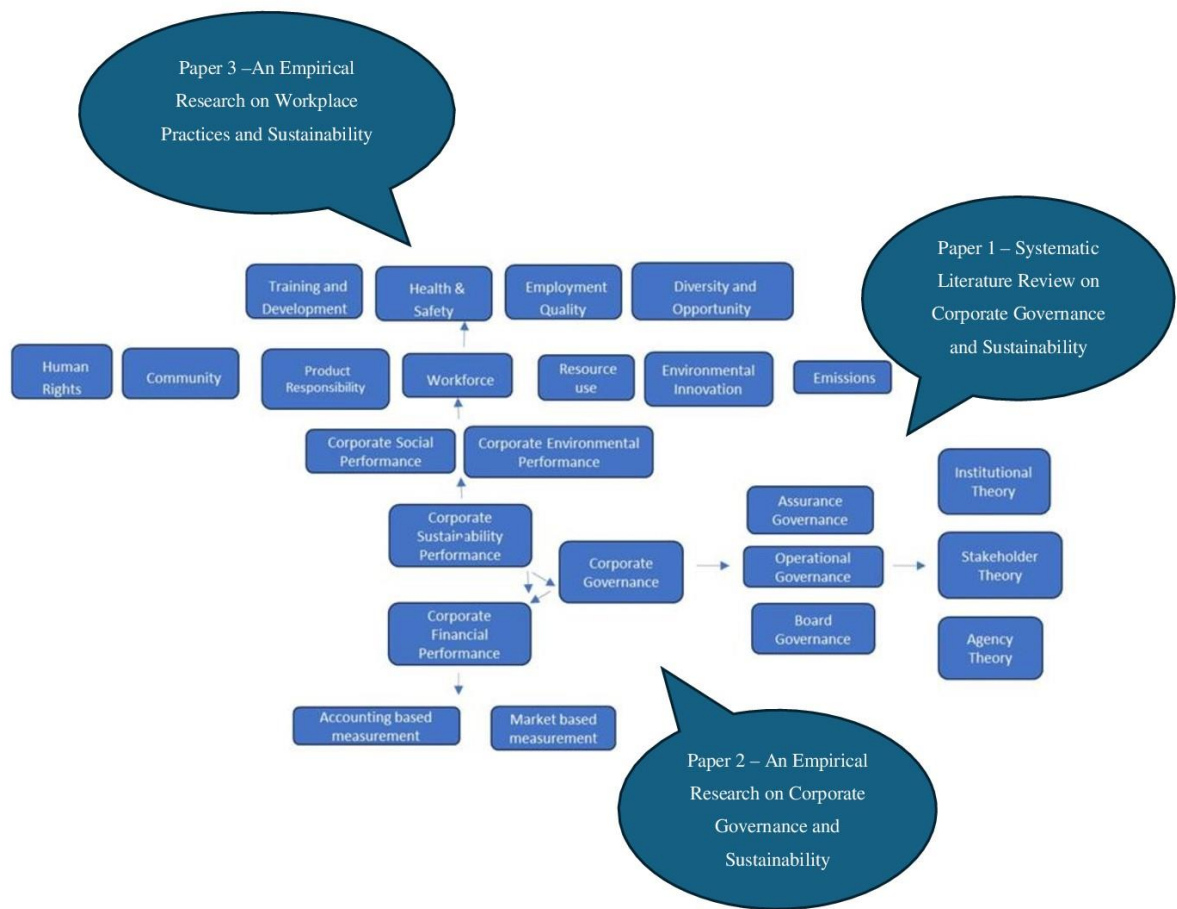 Paper 3 –An Empirical
Research on Workplace
Practices and Sustainability
Paper 1 – Systematic
Literature Review on
Corporate Governance
and Sustainability
Training and
Development
Health &
Safety
Employment
Quality
Diversity and
Opportunity
Human
Rights
Community
Product
Responsibility
Workforce
Resource
use
Environmental
Innovation
Emissions
Corporate Social
Performance
Corporate Environmental
Performance
Corporate
Sustainability
Performance
Corporate
Governance
Assurance
Governance
Operational
Governance
Board
Governance
Institutional
Theory
Stakeholder
Theory
Agency
Theory
Corporate
Financial
Performance
Accounting based
measurement
Market based
measurement
Paper 2 – An Empirical
Research on Corporate
Governance and
Sustainability